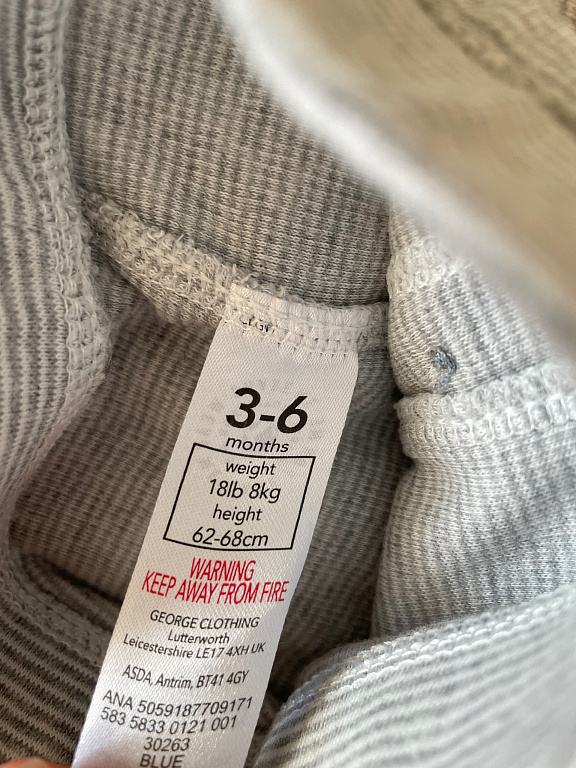 3-6
months
weight
18lb 8kg
height
62-68cm
WARNING
KEEP AWAY FROM FIRE
GEORGE CLOTHING
Lutterworth
Leicestershire LE17 4XH UK
ASDA, Antrim, BT41 4GY
ANA 5059187709171
583 5833 0121 001
30263
BLUE